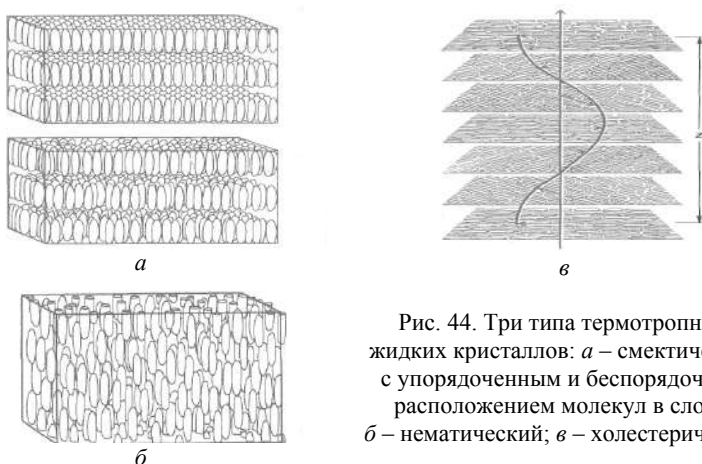 а
в
б
Рис. 44. Три типа термотропн
жидких кристаллов: а – смектиче
с упорядоченным и беспорядоч
расположением молекул в сло
б – нематический; в – холестерич